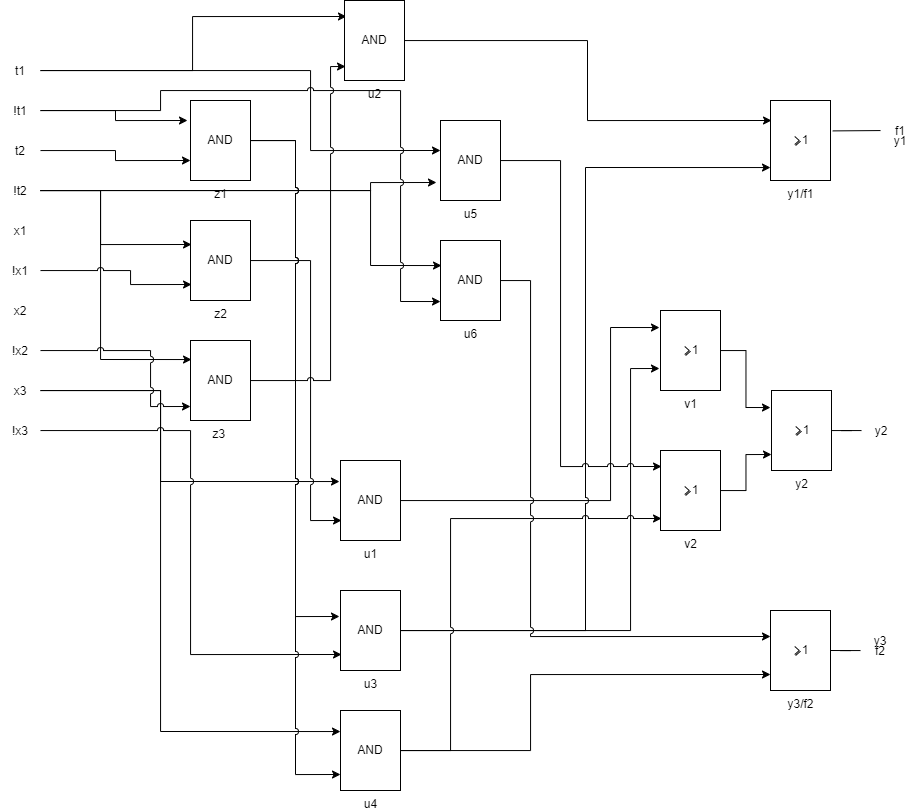 AND
u2
t1
!t1
AND
z1
t2
!t2
AND
u5
⩾1
y1/f1
f1
y1
x1
!x1
AND
z2
AND
u6
x2
!x2
AND
z3
x3
!x3
⩾1
v1
⩾1
y2
y2
AND
u1
⩾1
v2
AND
u3
⩾1
y3/f2
y3
f2
AND
u4